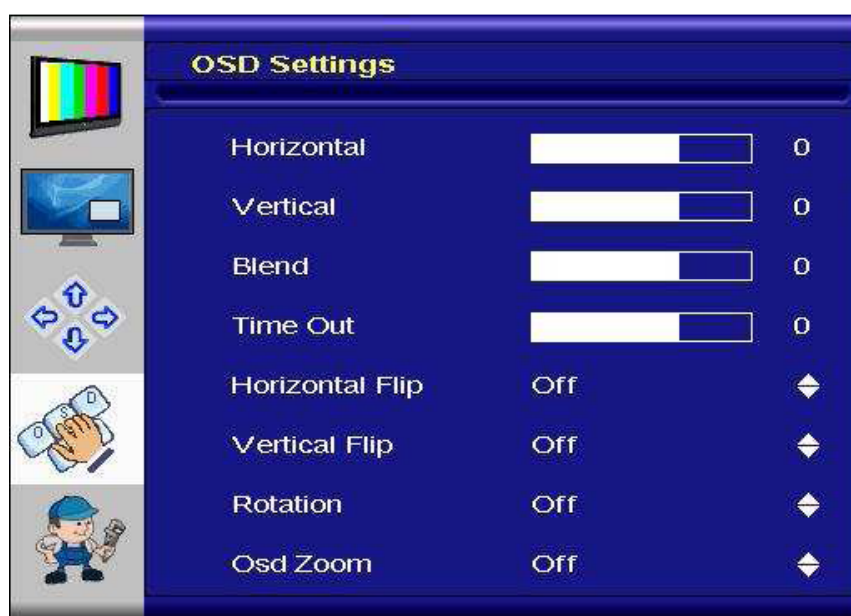 OSD Settings
Horizontal 0
Vertical 0
Blend 0
Time Out 0
Horizontal Flip Off
Vertical Flip Off
Rotation Off
Osd Zoom Off
O S D